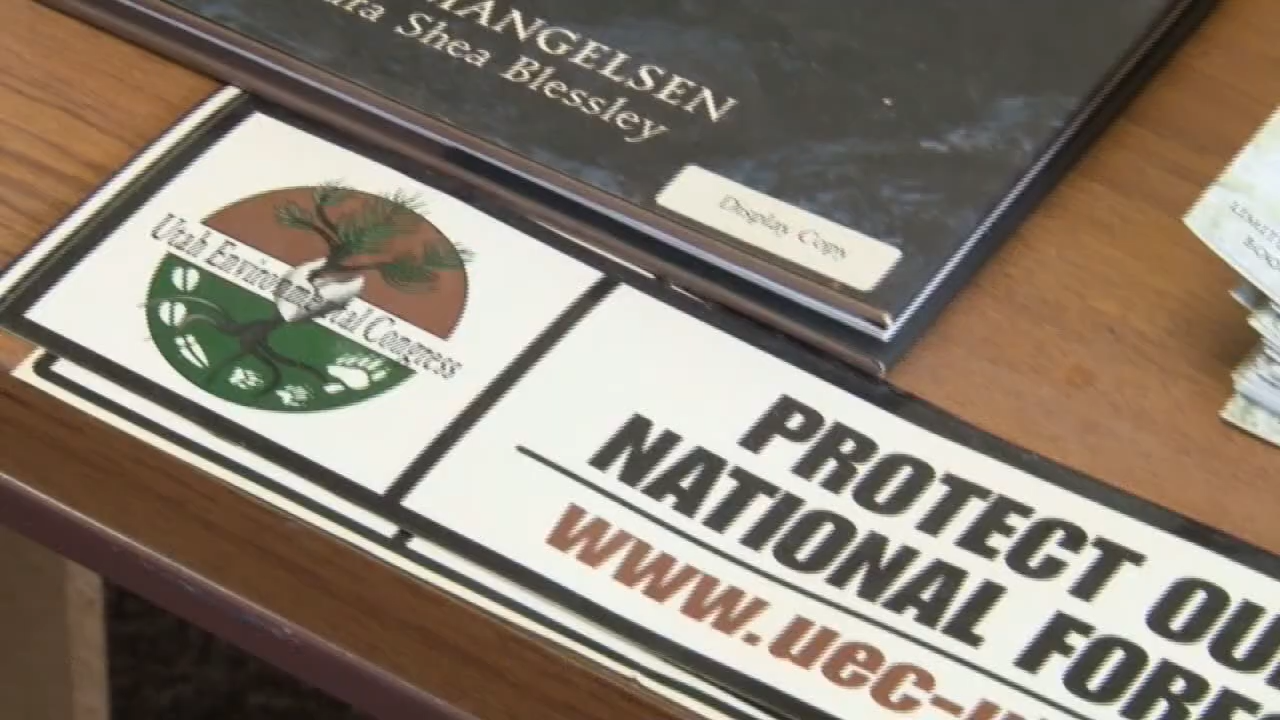 MANGELSEN
Shea Blessley
Display Copy
Utah Environmental Congress
PROTECT OU
NATIONAL FORE
www.uec-u